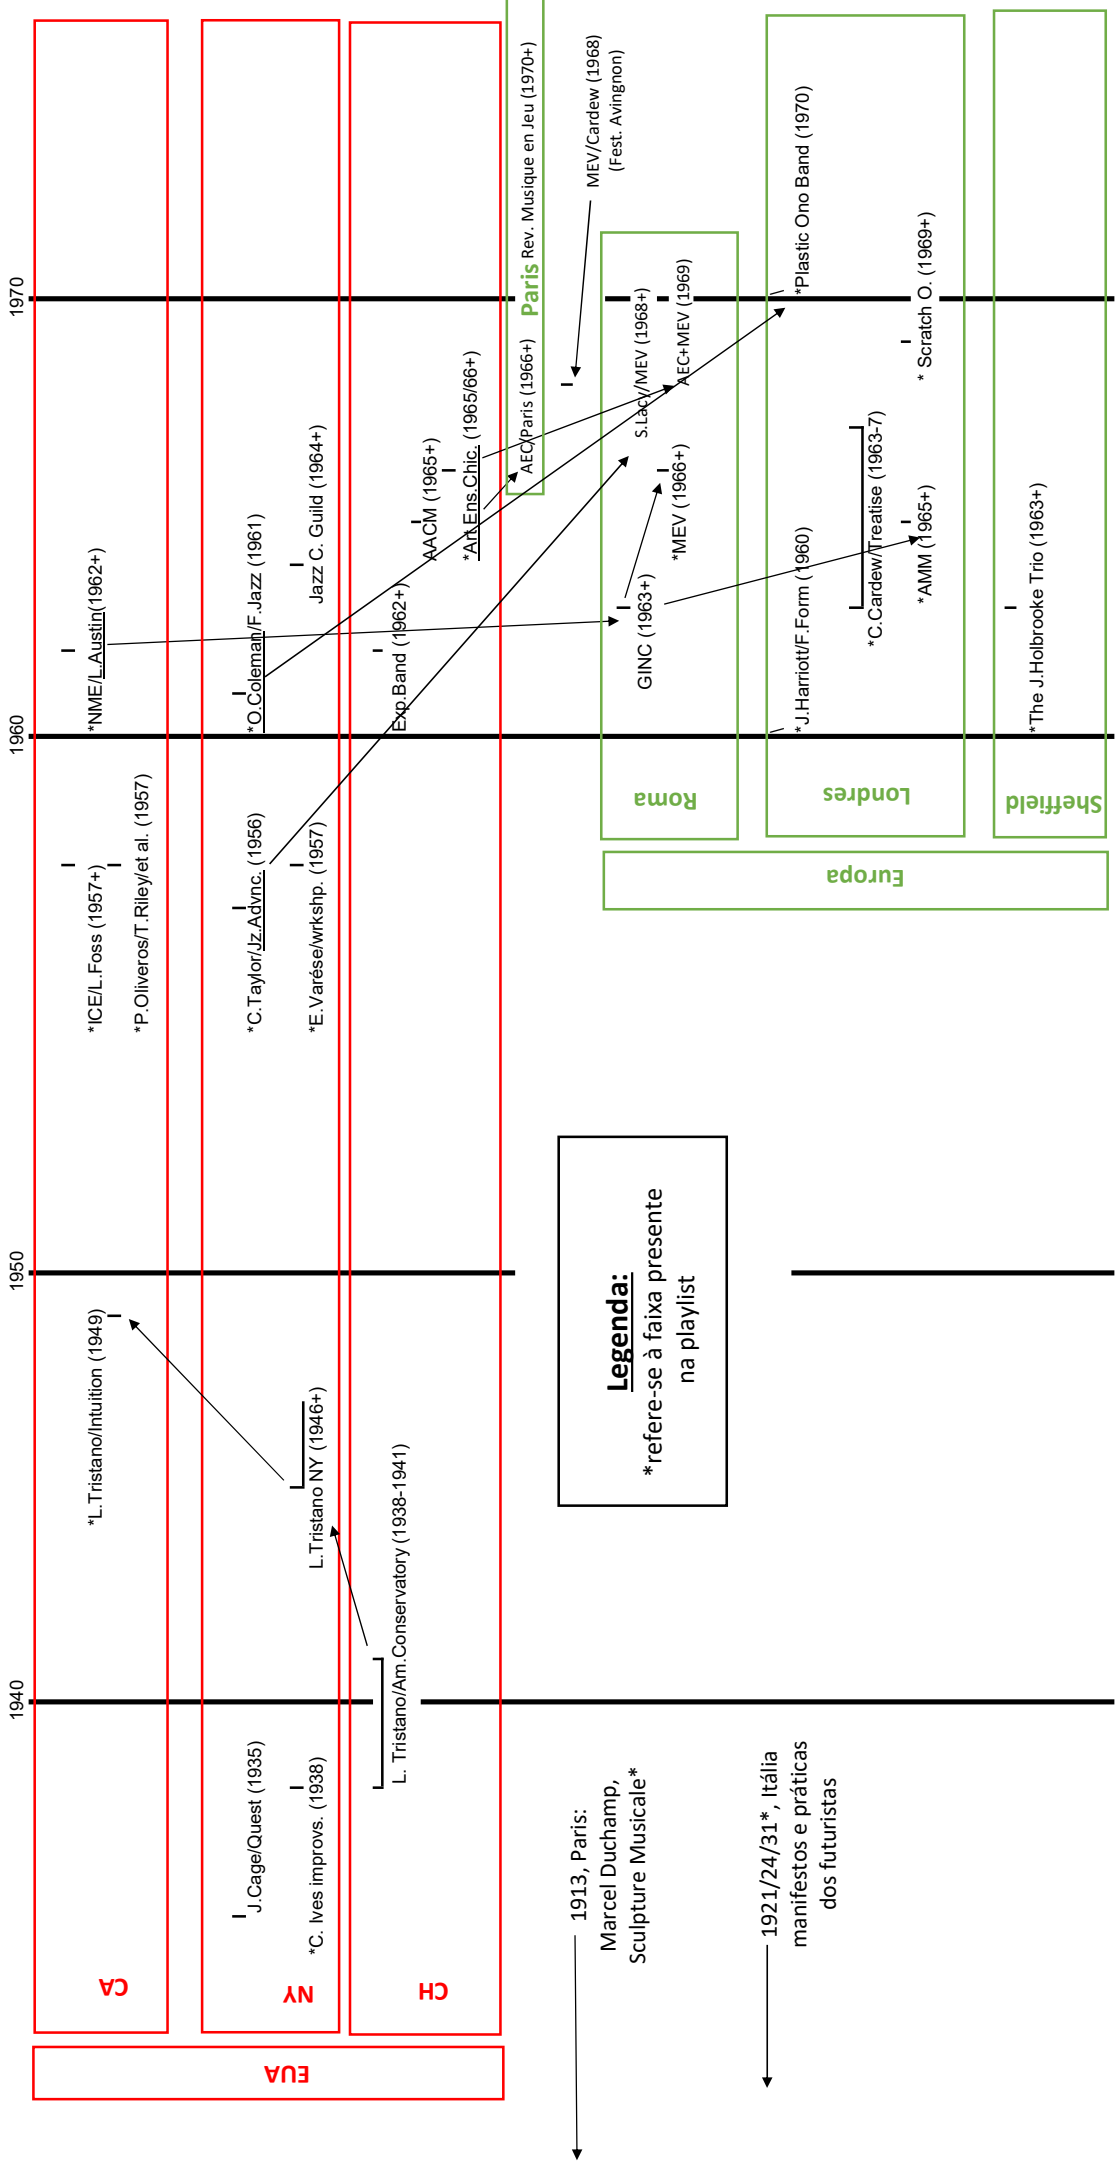 1940
1950
1960
1970
EUA
CA
*L.Tristano/Intuition (1949)
*ICE/L.Foss (1957+)
*P.Oliveros/T.Riley/et al. (1957)
*NME/L.Austin(1962+)
NY
J.Cage/Quest (1935)
*C. Ives improvs. (1938)
L.Tristano NY (1946+)
*C.Taylor/Jz.Advnc. (1956)
*E.Varése/wrkshp. (1957)
*O.Coleman/F.Jazz (1961)
Jazz C. Guild (1964+)
CH
L. Tristano/Am.Conservatory (1938-1941)
Exp.Band (1962+)
AACM (1965+)
*Art Ens.Chic. (1965/66+)
AEC/Paris (1966+)
Paris
Rev. Musique en Jeu (1970+)
MEV/Cardew (1968)
(Fest. Avingnon)
1913, Paris:
Marcel Duchamp,
Sculpture Musicale*
1921/24/31*, Itália
manifestos e práticas
dos futuristas
Legenda:
*refere-se à faixa presente
na playlist
Europa
Roma
GINC (1963+)
*MEV (1966+)
S.Lacy/MEV (1968+)
AEC+MEV (1969)
Londres
*J.Harriott/F.Form (1960)
*Plastic Ono Band (1970)
*C.Cardew/Treatise (1963-7)
*AMM (1965+)
* Scratch O. (1969+)
Sheffield
*The J.Holbrooke Trio (1963+)